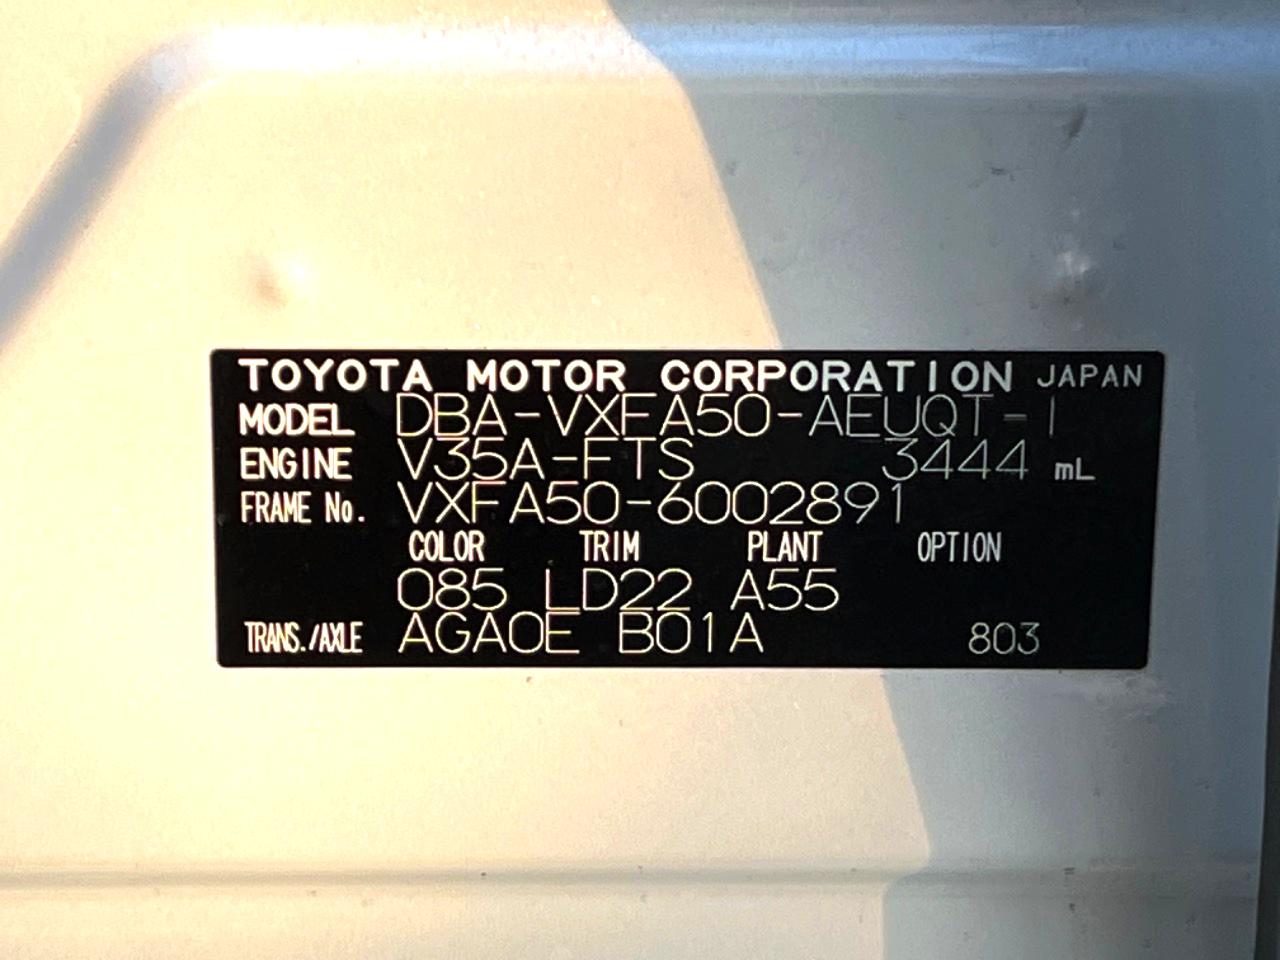 TOYOTA MOTOR CORPORATION JAPAN
MODEL DBA-VXFA50-AEUQT-I
ENGINE V35A-FTS 3444 mL
FRAME No. VXFA50-6002891
COLOR TRIM PLANT OPTION
085 LD22 A55
TRANS./AXLE AGA0E B01A 803